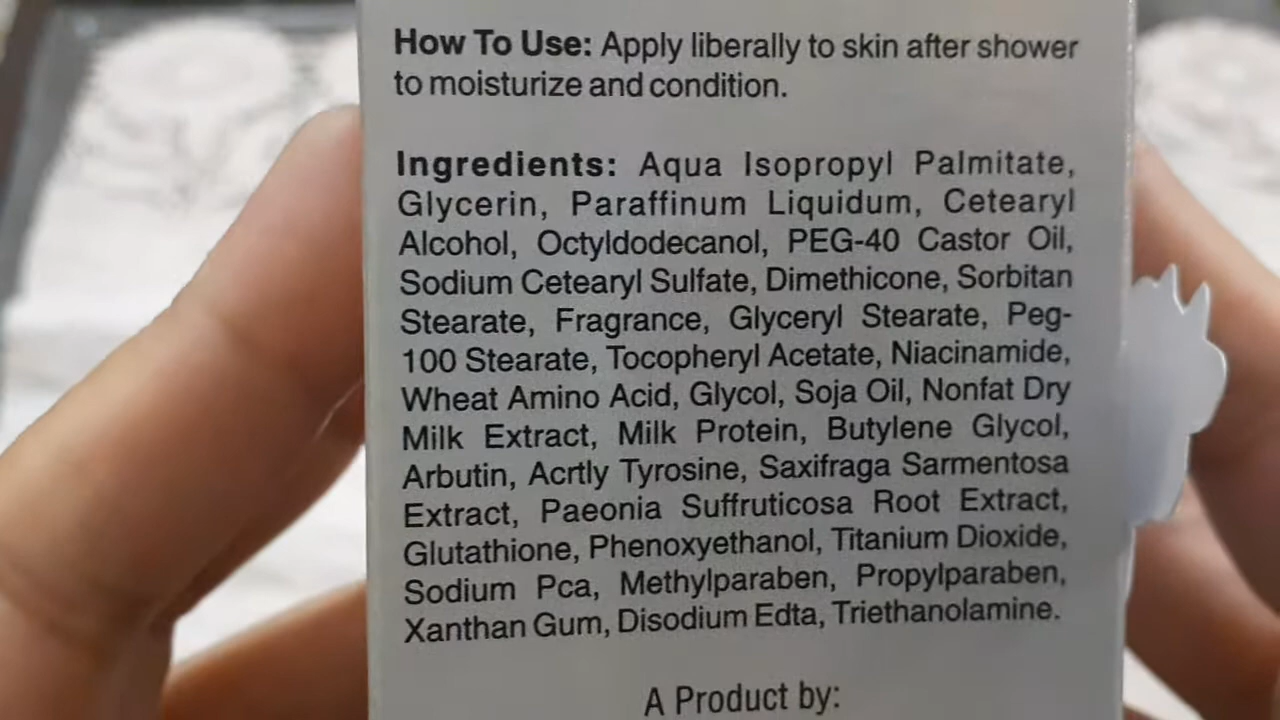 How To Use: Apply liberally to skin after shower
to moisturize and condition.
Ingredients: Aqua Isopropyl Palmitate,
Glycerin, Paraffinum Liquidum, Cetearyl
Alcohol, Octyldodecanol, PEG-40 Castor Oil,
Sodium Cetearyl Sulfate, Dimethicone, Sorbitan
Stearate, Fragrance, Glyceryl Stearate, Peg-
100 Stearate, Tocopheryl Acetate, Niacinamide,
Wheat Amino Acid, Glycol, Soja Oil, Nonfat Dry
Milk Extract, Milk Protein, Butylene Glycol,
Arbutin, Acrtly Tyrosine, Saxifraga Sarmentosa
Extract, Paeonia Suffruticosa Root Extract,
Glutathione, Phenoxyethanol, Titanium Dioxide,
Sodium Pca, Methylparaben, Propylparaben,
Xanthan Gum, Disodium Edta, Triethanolamine.
A Product by: